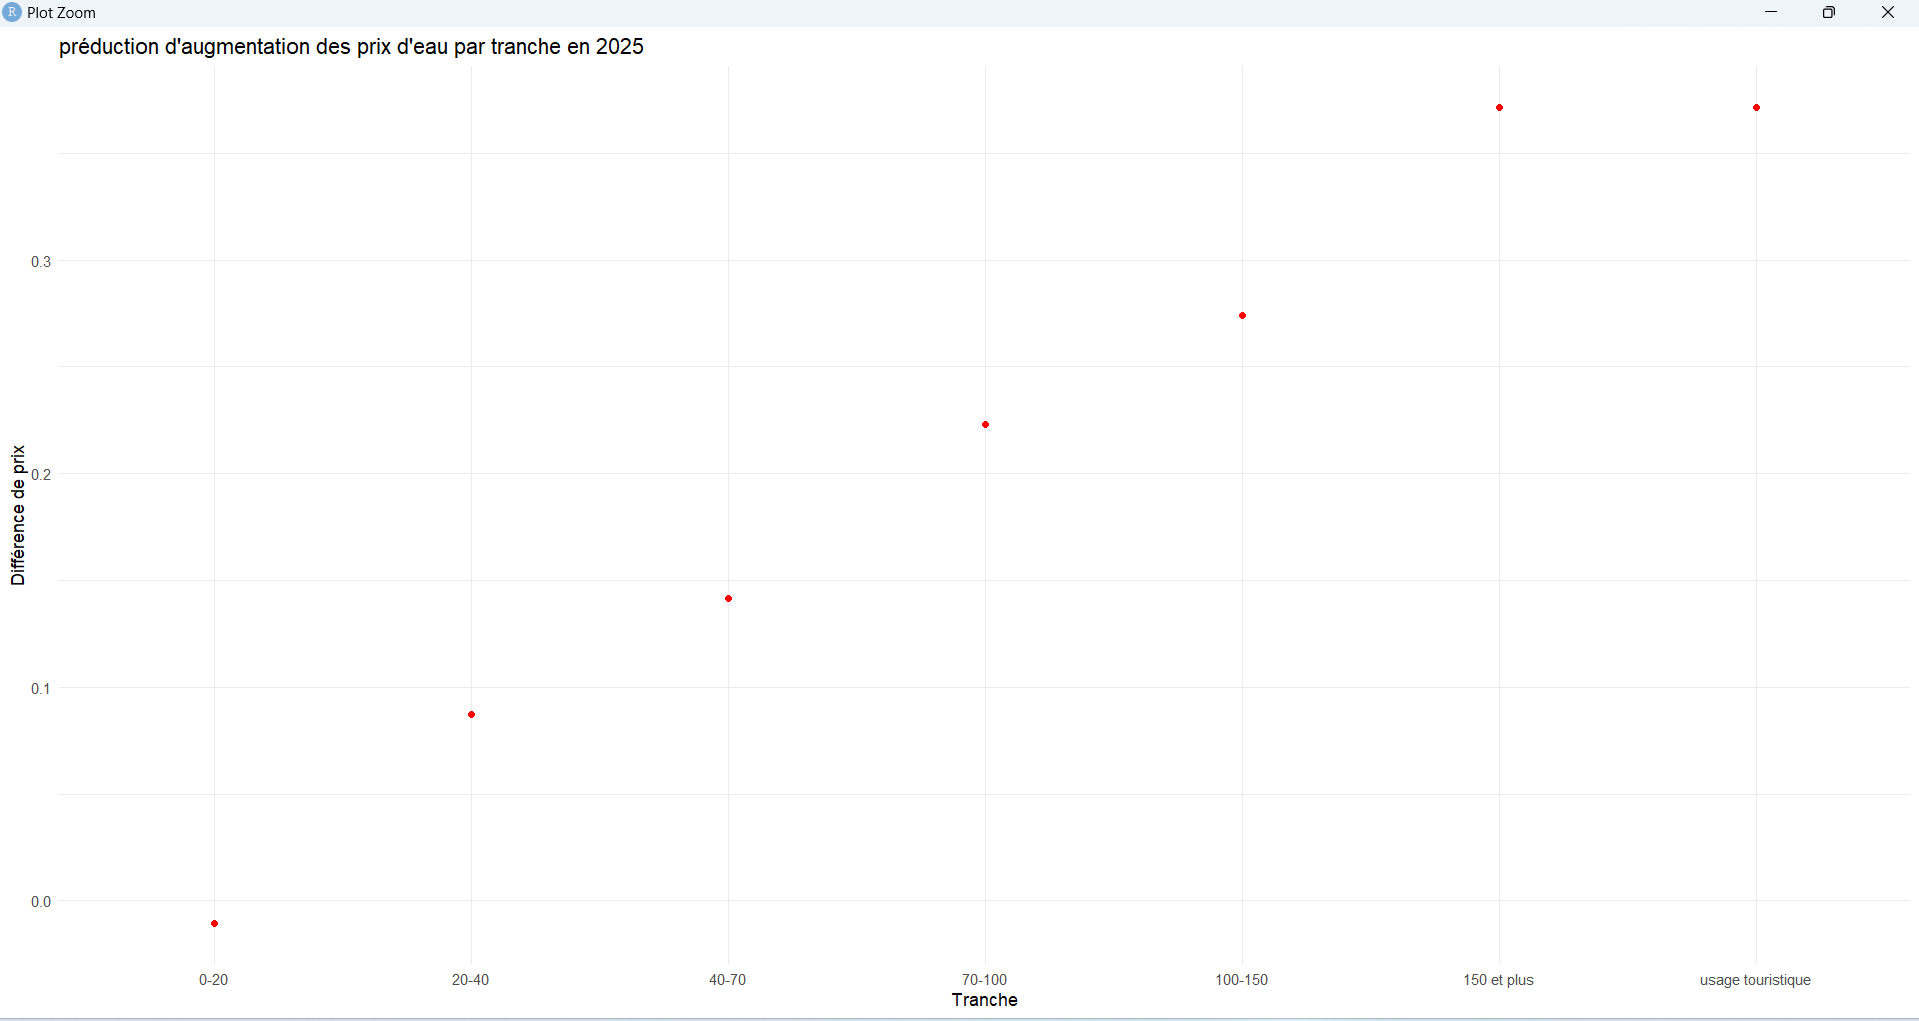 R Plot Zoom
préduction d'augmentation des prix d'eau par tranche en 2025
Différence de prix
0.3
0.2
0.1
0.0
0-20 20-40 40-70 70-100 100-150 150 et plus usage touristique
Tranche